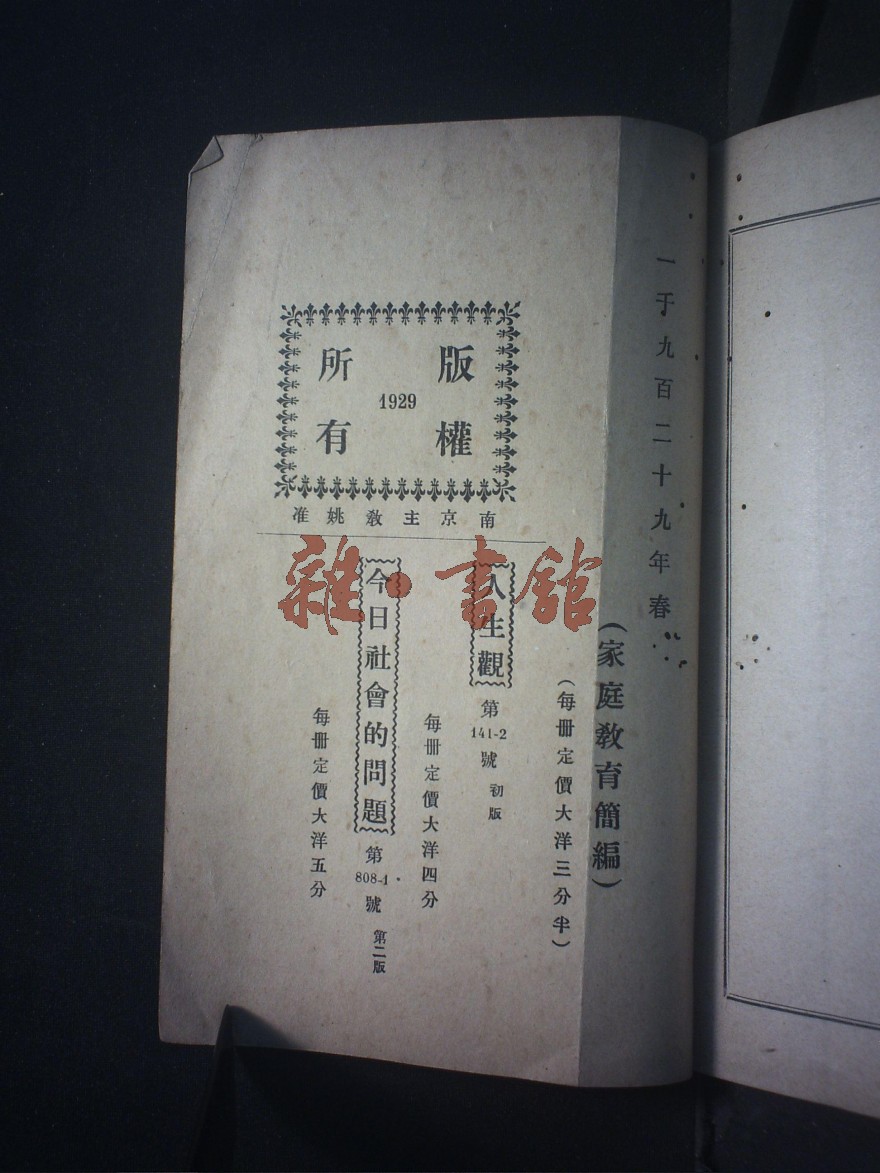 一于九百二十九年春
(家庭教育簡編)
(每册定價大洋三分半)
版權
1929
所有
南京主教姚准
人生觀 第141-2號 初版
每册定價大洋四分
今日社會的問題 第808-1號 第二版
每册定價大洋五分
雜·書館